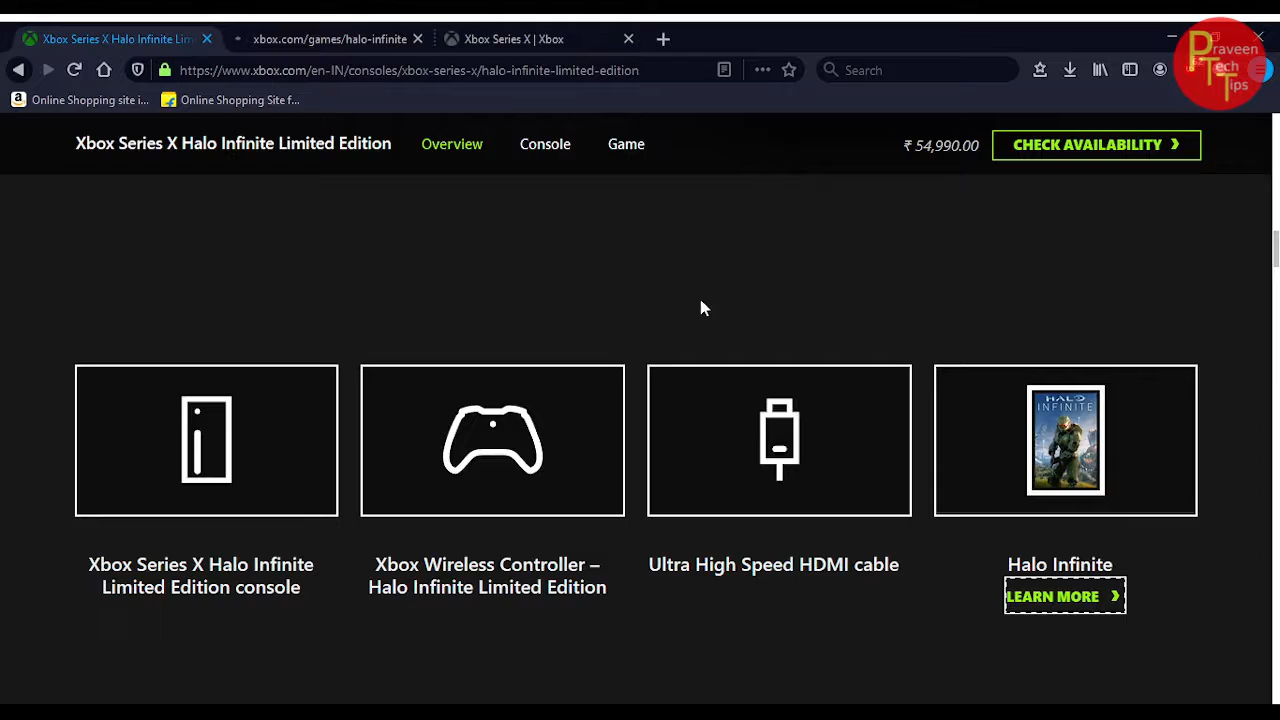 Xbox Series X Halo Infinite Lim
xbox.com/games/halo-infinite
Xbox Series X | Xbox
Praveen
Tech
Tips
https://www.xbox.com/en-IN/consoles/xbox-series-x/halo-infinite-limited-edition
Search
Online Shopping site i...
Online Shopping Site f...
Xbox Series X Halo Infinite Limited Edition
Overview
Console
Game
₹ 54,990.00
CHECK AVAILABILITY
HALO
INFINITE
Xbox Series X Halo Infinite
Limited Edition console
Xbox Wireless Controller –
Halo Infinite Limited Edition
Ultra High Speed HDMI cable
Halo Infinite
LEARN MORE